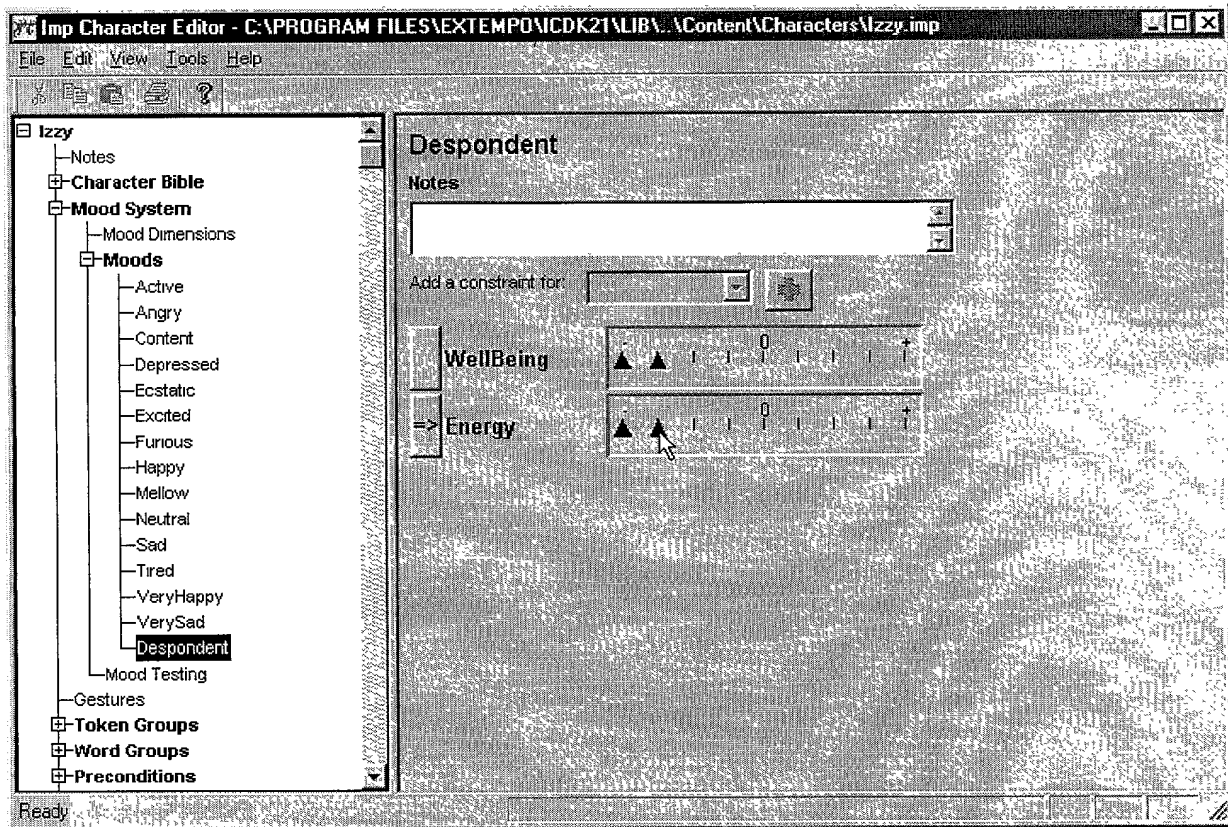 Imp Character Editor - C:\PROGRAM FILES\EXTEMPO\ICDK21\LIB\..\Content\Characters\Izzy.imp
File Edit View Tools Help
?
Izzy
Notes
Character Bible
Mood System
Mood Dimensions
Moods
Active
Angry
Content
Depressed
Ecstatic
Excited
Furious
Happy
Mellow
Neutral
Sad
Tired
VeryHappy
VerySad
Despondent
Mood Testing
Gestures
Token Groups
Word Groups
Preconditions
Despondent
Notes
Add a constraint for:
WellBeing
- 0 +
=> Energy
- 0 +
Ready